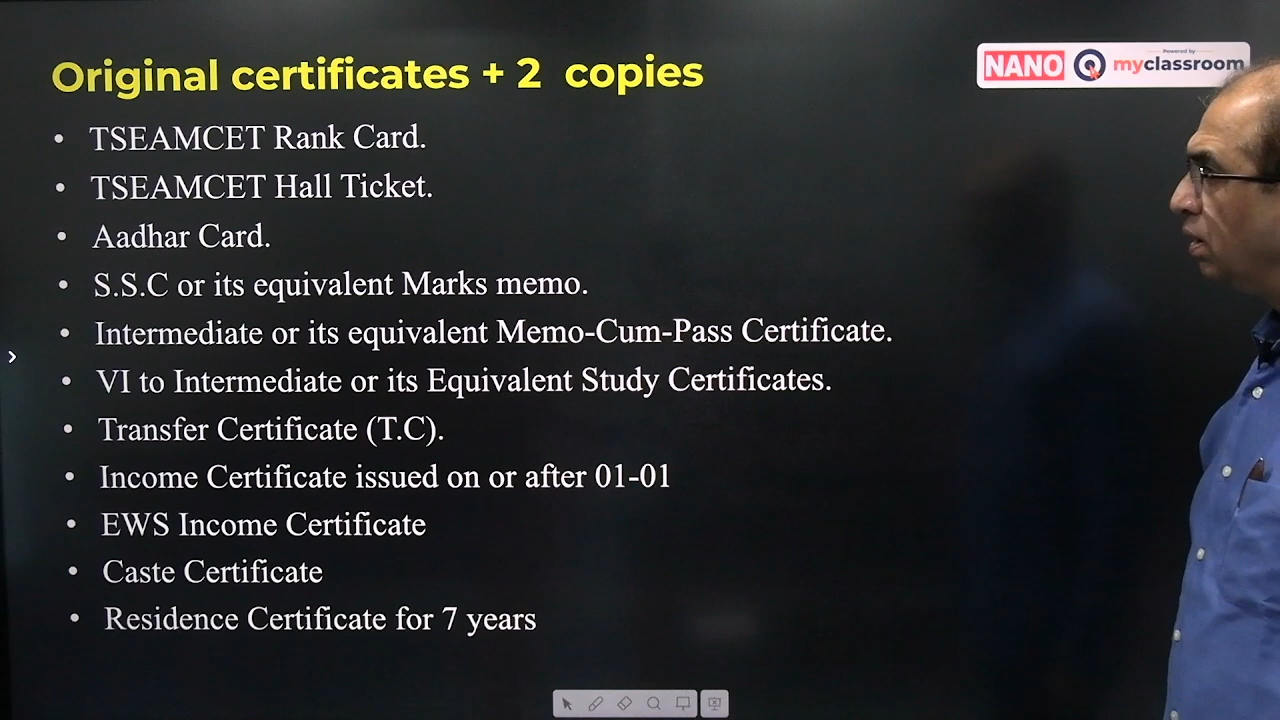 Original certificates + 2 copies
NANO
Powered by
myclassroom
• TSEAMCET Rank Card.
• TSEAMCET Hall Ticket.
• Aadhar Card.
• S.S.C or its equivalent Marks memo.
• Intermediate or its equivalent Memo-Cum-Pass Certificate.
• VI to Intermediate or its Equivalent Study Certificates.
• Transfer Certificate (T.C).
• Income Certificate issued on or after 01-01
• EWS Income Certificate
• Caste Certificate
• Residence Certificate for 7 years